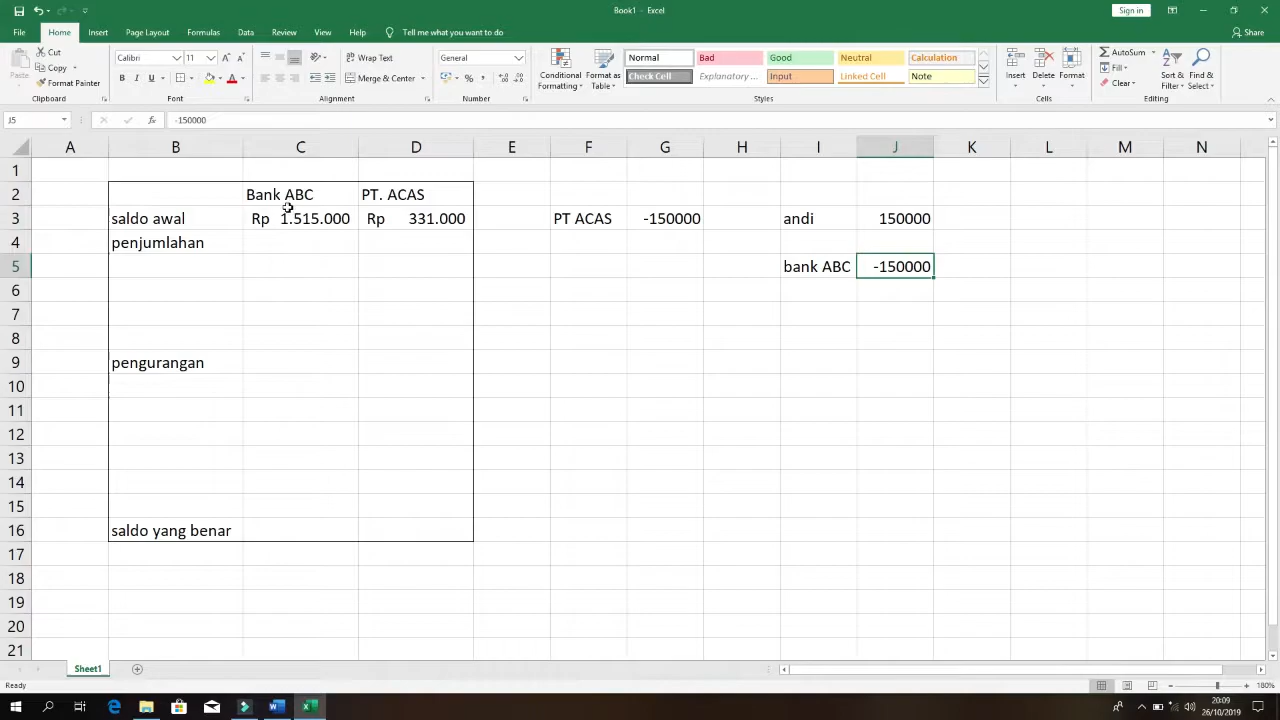 Book1 - Excel
Sign in
File Home Insert Page Layout Formulas Data Review View Help Tell me what you want to do Share
Cut
Copy
Format Painter
Clipboard
Calibri 11
B I U
Font
Wrap Text
Merge & Center
Alignment
General
Number
Conditional Formatting
Format as Table
Normal Bad Good Neutral Calculation
Check Cell Explanatory ... Input Linked Cell Note
Styles
Insert Delete Format
Cells
AutoSum
Fill
Clear
Sort & Filter
Find & Select
Editing
J5 fx -150000
A B C D E F G H I J K L M N
1
2 Bank ABC PT. ACAS
3 saldo awal Rp 1.515.000 Rp 331.000 PT ACAS -150000 andi 150000
4 penjumlahan
5 bank ABC -150000
6
7
8
9 pengurangan
10
11
12
13
14
15
16 saldo yang benar
17
18
19
20
21
Sheet1
Ready 180%
20:09
26/10/2019